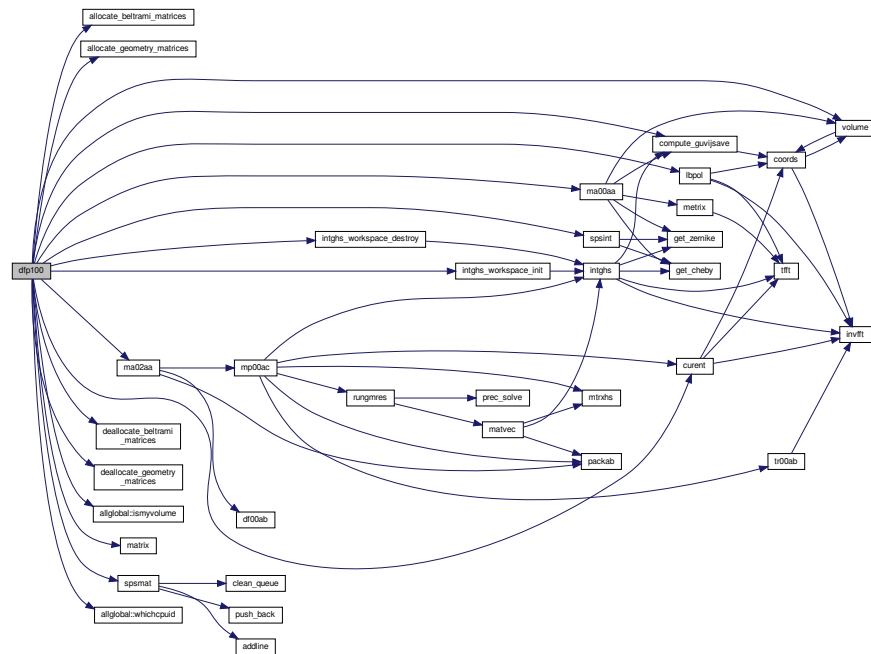 allocate_beltrami_matrices
allocate_geometry_matrices
volume
compute_guvijsave
coords
lbpol
ma00aa
metrix
intghs_workspace_destroy
spsint
get_zernike
dfp100
intghs_workspace_init
intghs
get_cheby
tfft
invfft
ma02aa
mp00ac
curent
rungmres
prec_solve
mtrxhs
matvec
deallocate_beltrami
_matrices
packab
tr00ab
deallocate_geometry
_matrices
allglobal::ismyvolume
df00ab
matrix
spsmat
clean_queue
allglobal::whichcpuid
push_back
addline